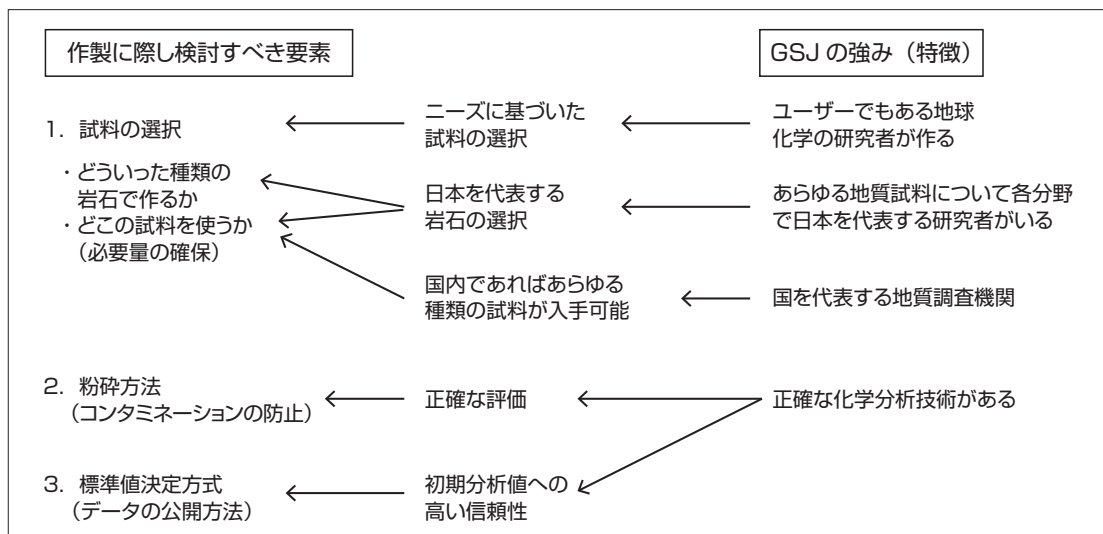 作製に際し検討すべき要素
GSJ の強み（特徴）
1. 試料の選択
・どういった種類の
岩石で作るか
・どこの試料を使うか
（必要量の確保）
ニーズに基づいた
試料の選択
ユーザーでもある地球
化学の研究者が作る
日本を代表する
岩石の選択
あらゆる地質試料について各分野
で日本を代表する研究者がいる
国内であればあらゆる
種類の試料が入手可能
国を代表する地質調査機関
2. 粉砕方法
（コンタミネーションの防止）
正確な評価
正確な化学分析技術がある
3. 標準値決定方式
（データの公開方法）
初期分析値への
高い信頼性